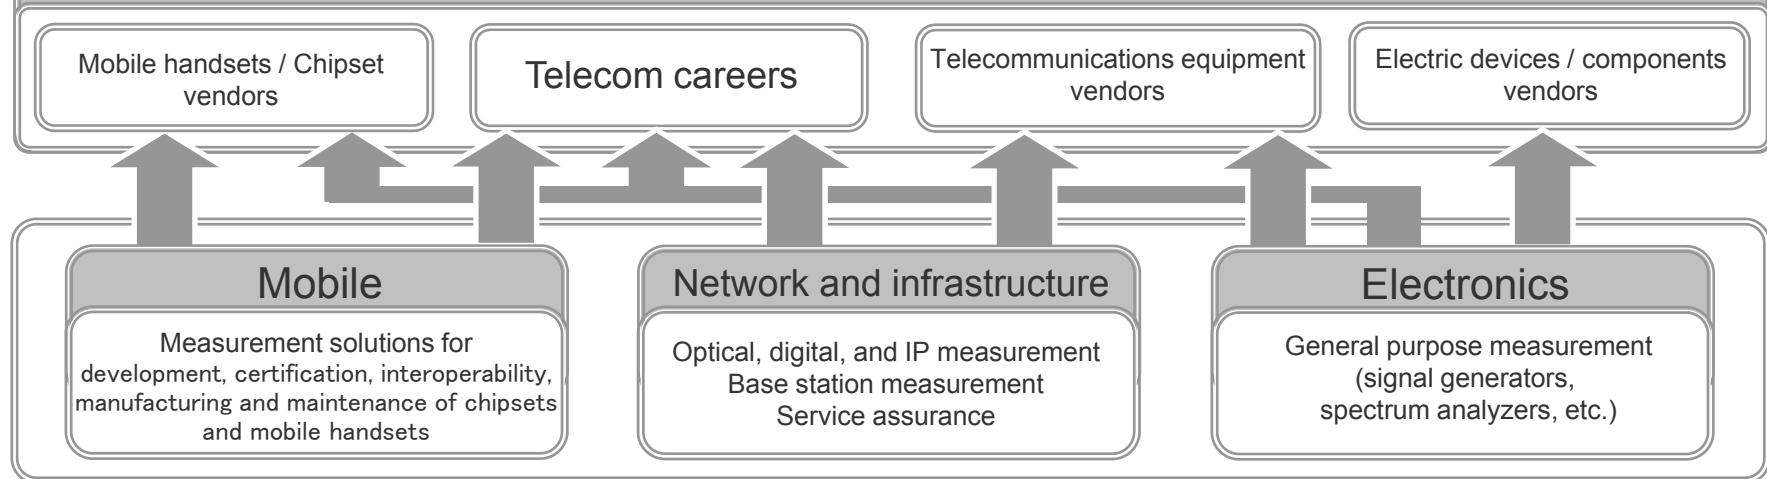 Mobile handsets / Chipset
vendors
Telecom careers
Telecommunications equipment
vendors
Electric devices / components
vendors
Mobile
Measurement solutions for
development, certification, interoperability,
manufacturing and maintenance of chipsets
and mobile handsets
Network and infrastructure
Optical, digital, and IP measurement
Base station measurement
Service assurance
Electronics
General purpose measurement
(signal generators,
spectrum analyzers, etc.)